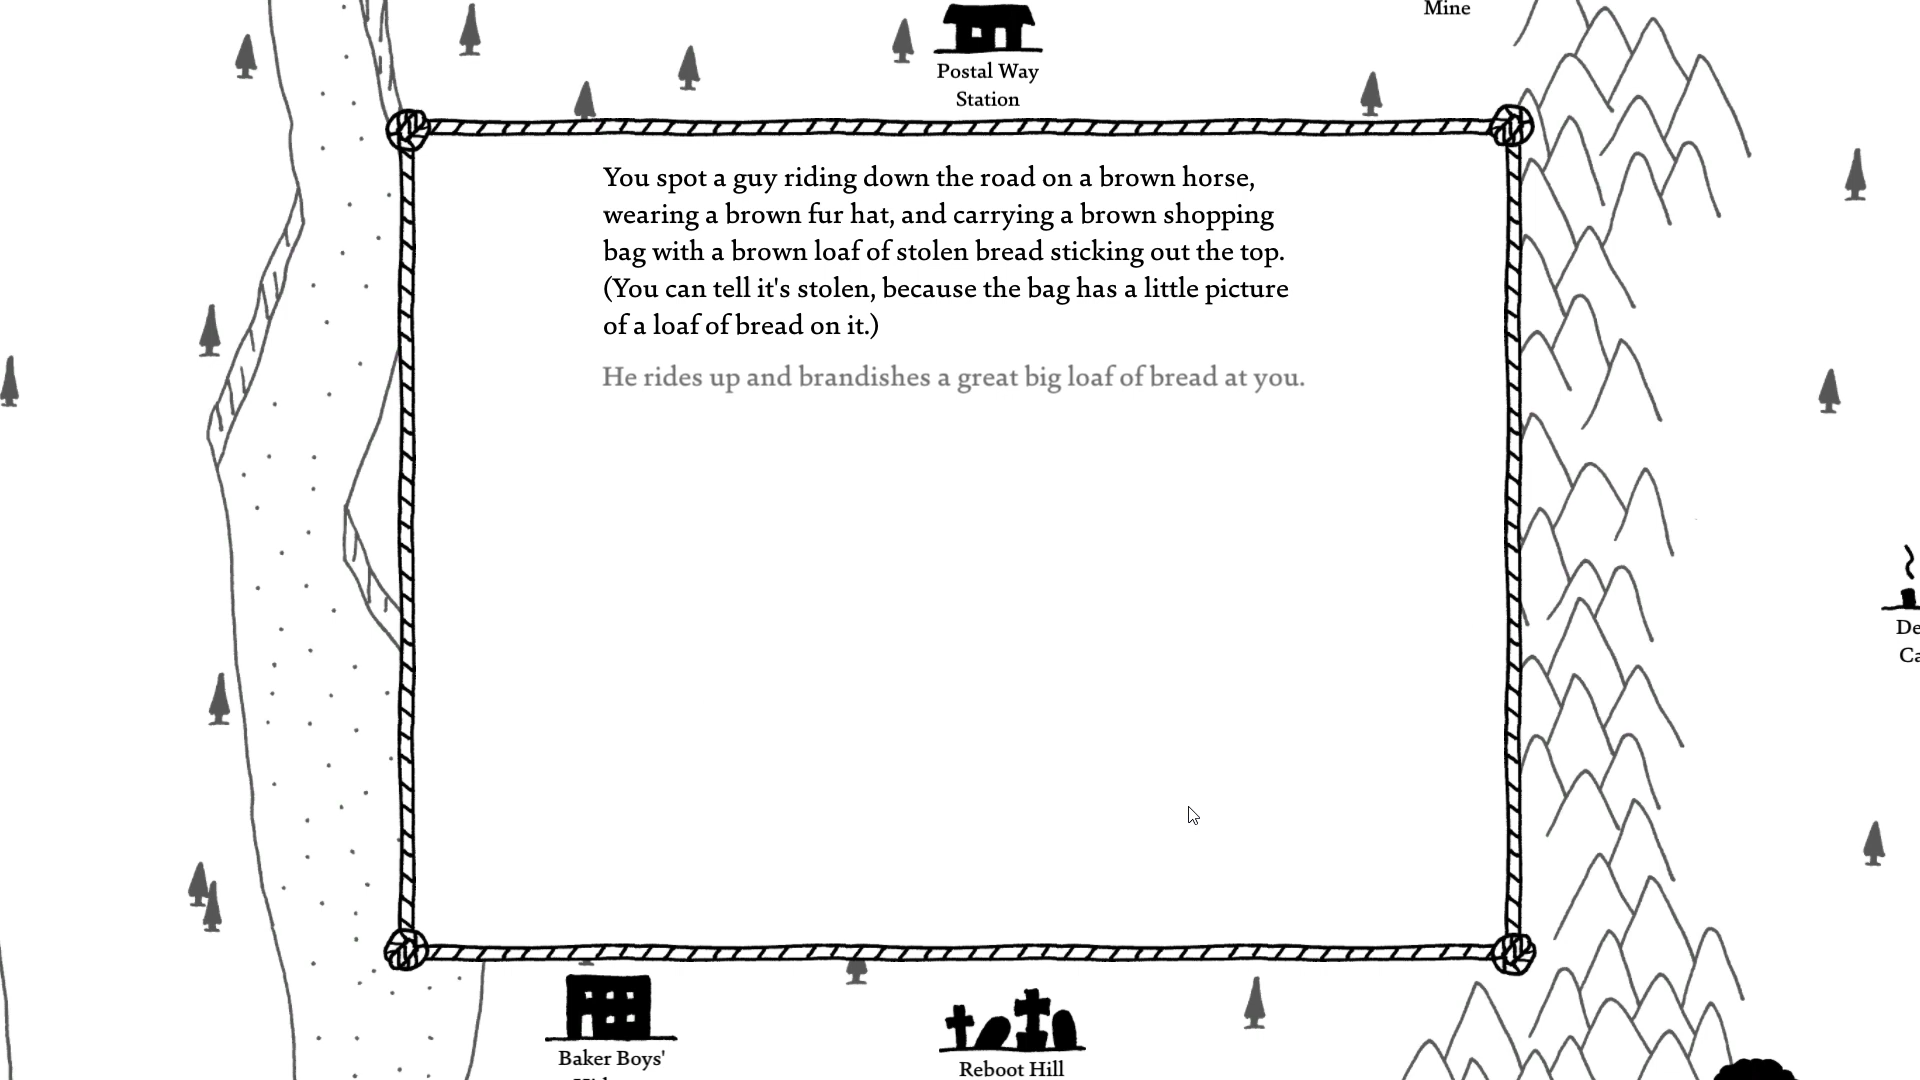 Mine
Postal Way
Station
You spot a guy riding down the road on a brown horse,
wearing a brown fur hat, and carrying a brown shopping
bag with a brown loaf of stolen bread sticking out the top.
(You can tell it's stolen, because the bag has a little picture
of a loaf of bread on it.)
He rides up and brandishes a great big loaf of bread at you.
De
Ca
Baker Boys'
Reboot Hill